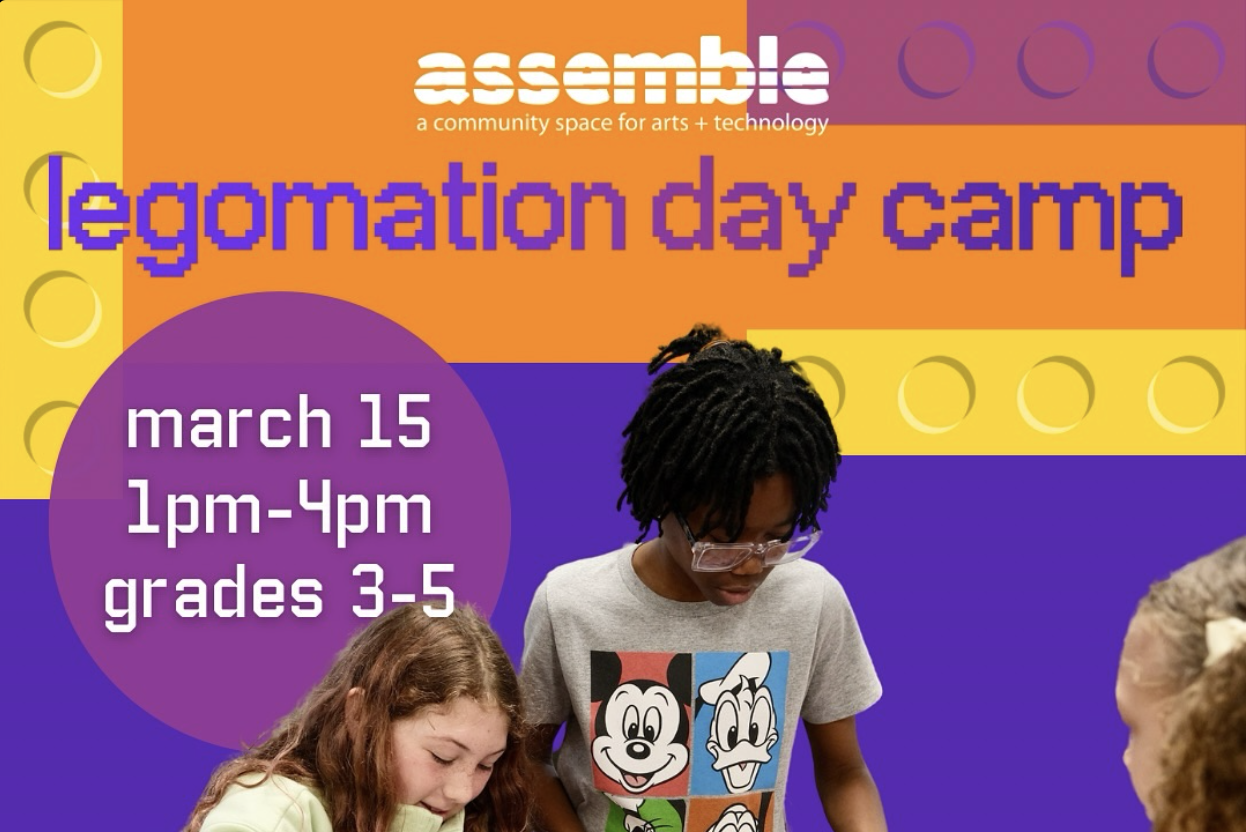 assemble
a community space for arts + technology
legomation day camp
march 15
1pm-4pm
grades 3-5